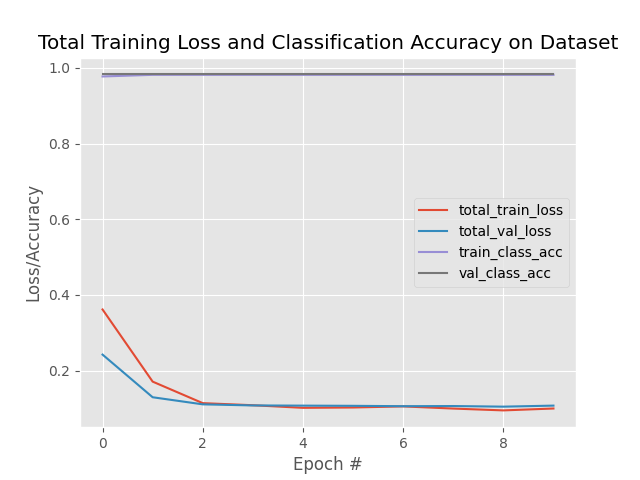 Total Training Loss and Classification Accuracy on Dataset
1.0
0.8
0.6
0.4
0.2
Loss/Accuracy
total_train_loss
total_val_loss
train_class_acc
val_class_acc
0 2 4 6 8
Epoch #